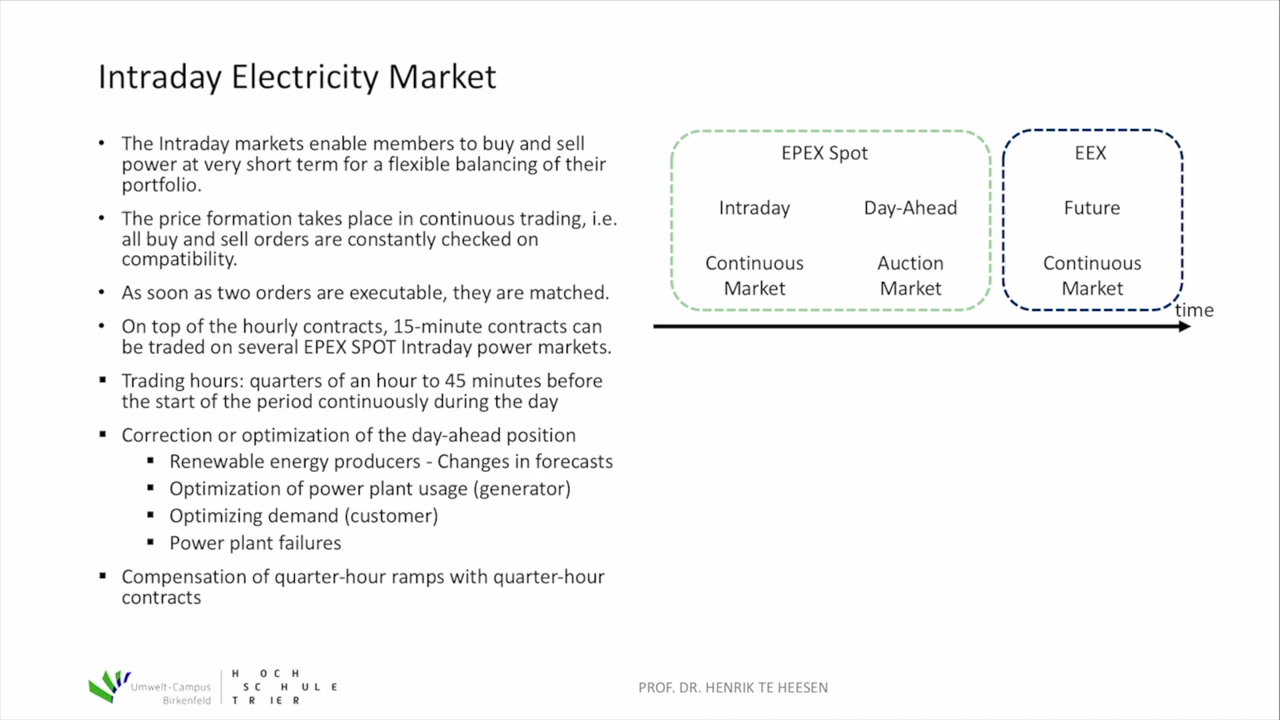 Intraday Electricity Market
• The Intraday markets enable members to buy and sell
power at very short term for a flexible balancing of their
portfolio.
• The price formation takes place in continuous trading, i.e.
all buy and sell orders are constantly checked on
compatibility.
• As soon as two orders are executable, they are matched.
• On top of the hourly contracts, 15-minute contracts can
be traded on several EPEX SPOT Intraday power markets.
▪ Trading hours: quarters of an hour to 45 minutes before
the start of the period continuously during the day
▪ Correction or optimization of the day-ahead position
▪ Renewable energy producers - Changes in forecasts
▪ Optimization of power plant usage (generator)
▪ Optimizing demand (customer)
▪ Power plant failures
▪ Compensation of quarter-hour ramps with quarter-hour
contracts
EPEX Spot
Intraday
Continuous
Market
Day-Ahead
Auction
Market
EEX
Future
Continuous
Market
time
Umwelt-Campus
Birkenfeld
HOCH
SCHULE
TRIER
PROF. DR. HENRIK TE HEESEN